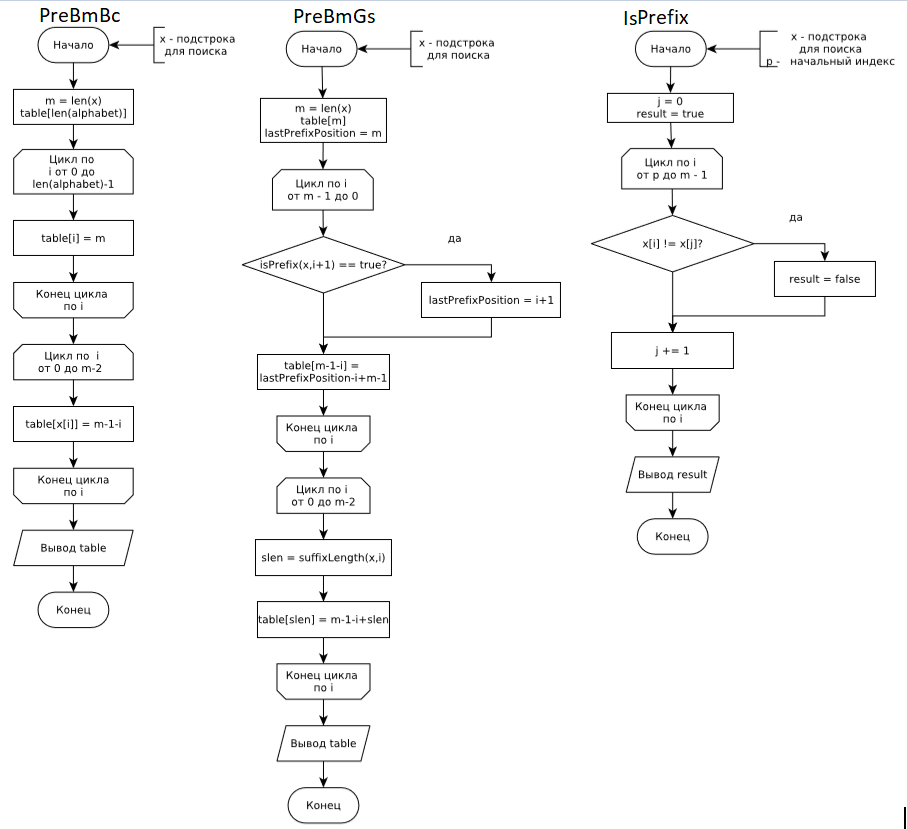 PreBmBc
Начало
x - подстрока
для поиска
m = len(x)
table[len(alphabet)]
Цикл по
i от 0 до
len(alphabet)-1
table[i] = m
Конец цикла
по i
Цикл по i
от 0 до m-2
table[x[i]] = m-1-i
Конец цикла
по i
Вывод table
Конец
PreBmGs
Начало
x - подстрока
для поиска
m = len(x)
table[m]
lastPrefixPosition = m
Цикл по i
от m - 1 до 0
isPrefix(x,i+1) == true?
да
lastPrefixPosition = i+1
table[m-1-i] =
lastPrefixPosition-i+m-1
Конец цикла
по i
Цикл по i
от 0 до m-2
slen = suffixLength(x,i)
table[slen] = m-1-i+slen
Конец цикла
по i
Вывод table
Конец
IsPrefix
Начало
x - подстрока
для поиска
p - начальный индекс
j = 0
result = true
Цикл по i
от p до m - 1
x[i] != x[j]?
да
result = false
j += 1
Конец цикла
по i
Вывод result
Конец